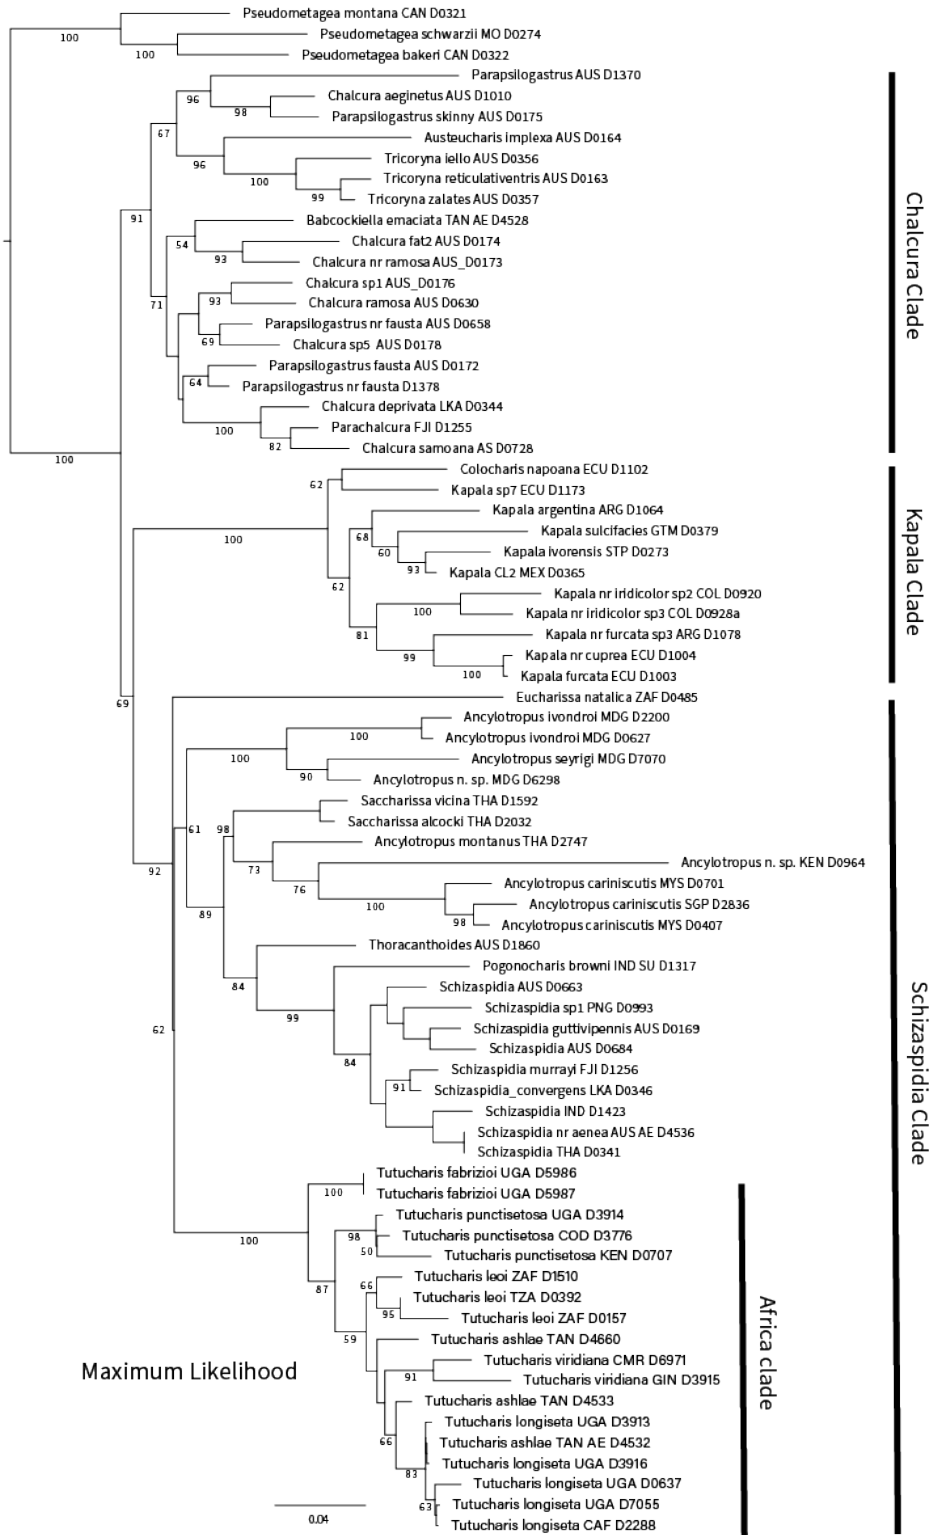 Pseudometagea montana CAN D0321
Pseudometagea schwarzii MO D0274
100
100
Pseudometagea bakeri CAN D0322
Parapsilogastrus AUS D1370
96
Chalcura aeginetus AUS D1010
98
Parapsilogastrus skinny AUS D0175
67
Austeucharis implexa AUS D0164
96
Tricoryna iello AUS D0356
100
Tricoryna reticulativentris AUS D0163
99
Tricoryna zalates AUS D0357
91
Babcockiella emaciata TAN AE D4528
54
Chalcura fat2 AUS D0174
93
Chalcura nr ramosa AUS_D0173
Chalcura sp1 AUS_D0176
93
71
Chalcura ramosa AUS D0630
Parapsilogastrus nr fausta AUS D0658
69
Chalcura sp5 AUS D0178
Parapsilogastrus fausta AUS D0172
64
Parapsilogastrus nr fausta D1378
Chalcura deprivata LKA D0344
100
Parachalcura FJI D1255
82
Chalcura samoana AS D0728
Chalcura Clade
100
Colocharis napoana ECU D1102
62
Kapala sp7 ECU D1173
Kapala argentina ARG D1064
Kapala sulcifacies GTM D0379
68
100
60
Kapala ivorensis STP D0273
93
Kapala CL2 MEX D0365
62
Kapala nr iridicolor sp2 COL D0920
100
Kapala nr iridicolor sp3 COL D0928a
81
Kapala nr furcata sp3 ARG D1078
99
Kapala nr cuprea ECU D1004
100
Kapala furcata ECU D1003
Kapala Clade
69
Eucharissa natalica ZAF D0485
Ancylotropus ivondroi MDG D2200
100
Ancylotropus ivondroi MDG D0627
100
Ancylotropus seyrigi MDG D7070
90
Ancylotropus n. sp. MDG D6298
Saccharissa vicina THA D1592
61
98
Saccharissa alcocki THA D2032
Ancylotropus montanus THA D2747
92
73
Ancylotropus n. sp. KEN D0964
76
Ancylotropus cariniscutis MYS D0701
100
Ancylotropus cariniscutis SGP D2836
89
98
Ancylotropus cariniscutis MYS D0407
Thoracanthoides AUS D1860
Pogonocharis browni IND SU D1317
84
Schizaspidia AUS D0663
Schizaspidia sp1 PNG D0993
99
Schizaspidia guttivipennis AUS D0169
62
Schizaspidia AUS D0684
84
Schizaspidia murrayi FJI D1256
91
Schizaspidia_convergens LKA D0346
Schizaspidia IND D1423
Schizaspidia nr aenea AUS AE D4536
Schizaspidia THA D0341
Schizaspidia Clade
Tutucharis fabrizioi UGA D5986
100
Tutucharis fabrizioi UGA D5987
Tutucharis punctisetosa UGA D3914
100
98
Tutucharis punctisetosa COD D3776
50
Tutucharis punctisetosa KEN D0707
Tutucharis leoi ZAF D1510
87
66
Tutucharis leoi TZA D0392
95
Tutucharis leoi ZAF D0157
59
Tutucharis ashlae TAN D4660
Tutucharis viridiana CMR D6971
91
Tutucharis viridiana GIN D3915
Tutucharis ashlae TAN D4533
Tutucharis longiseta UGA D3913
66
Tutucharis ashlae TAN AE D4532
Tutucharis longiseta UGA D3916
83
Tutucharis longiseta UGA D0637
63
Tutucharis longiseta UGA D7055
Tutucharis longiseta CAF D2288
Africa clade
Maximum Likelihood
0.04